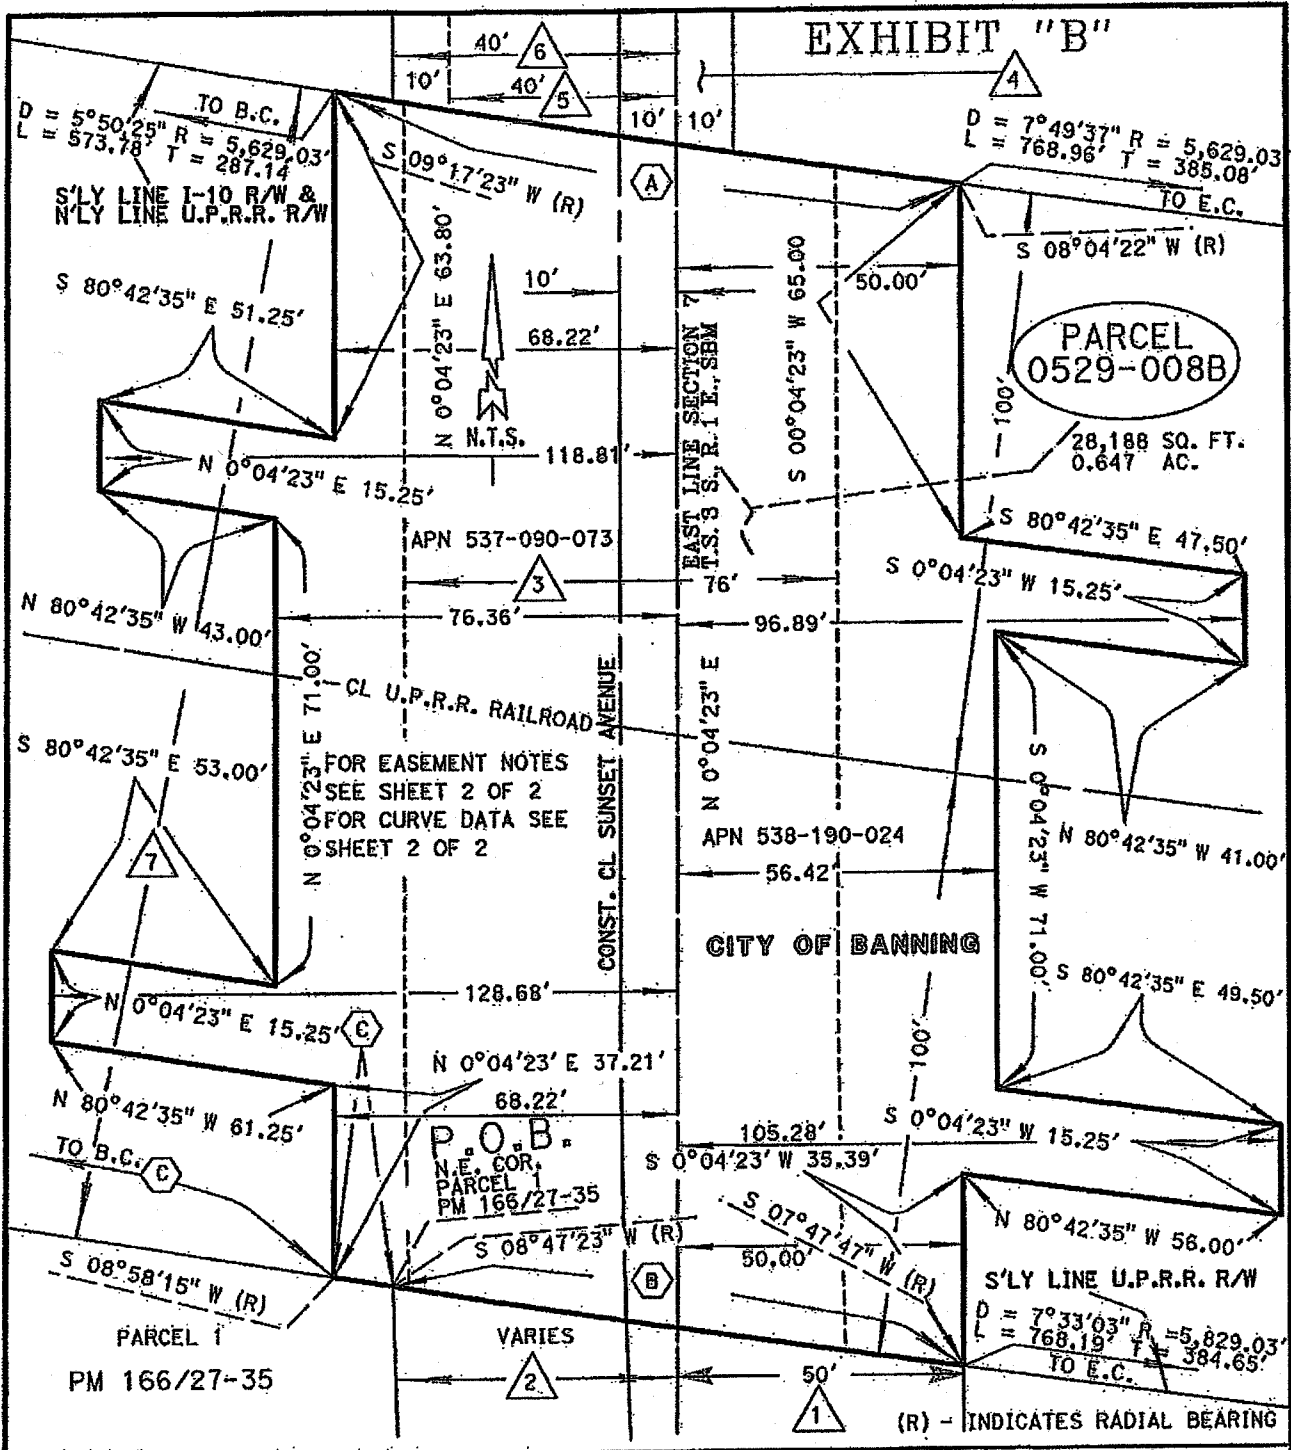 EXHIBIT "B"
40' 6
10'
40' 5
10' 10'
4
TO B.C.
D = 5°50'25" R = 5,629.03'
L = 573.78' T = 287.14'
S'LY LINE I-10 R/W &
N'LY LINE U.P.R.R. R/W
S 09°17'23" W (R)
A
D = 7°49'37" R = 5,629.03
L = 768.96' T = 385.08'
TO E.C.
S 08°04'22" W (R)
N 0°04'23" E 63.80'
10'
68.22'
50.00'
S 00°04'23" W 65.00
EAST LINE SECTION 7
T.S. 3 S., R. 1 E., SBM
PARCEL
0529-008B
28,188 SQ. FT.
0.647 AC.
100'
S 80°42'35" E 51.25'
N
N.T.S.
118.81'
N 0°04'23" E 15.25'
APN 537-090-073
3
76'
S 80°42'35" E 47.50'
S 0°04'23" W 15.25'
N 80°42'35" W 43.00'
76.36'
96.89'
CL U.P.R.R. RAILROAD
N 0°04'23" E 71.00'
S 80°42'35" E 53.00'
7
FOR EASEMENT NOTES
SEE SHEET 2 OF 2
FOR CURVE DATA SEE
SHEET 2 OF 2
CONST. CL SUNSET AVENUE
N 0°04'23" E
APN 538-190-024
56.42'
S 0°04'23" W 71.00'
N 80°42'35" W 41.00'
CITY OF BANNING
S 80°42'35" E 49.50'
128.68'
N 0°04'23" E 15.25'
C
100'
N 0°04'23' E 37.21'
68.22'
N 80°42'35" W 61.25'
TO B.C. C
P.O.B.
N.E. COR.
PARCEL 1
PM 166/27-35
105.28'
S 0°04'23" W 15.25'
S 0°04'23' W 35.39'
S 08°47'23" W (R)
S 07°47'47" W (R)
50.00'
N 80°42'35" W 56.00'
S 08°58'15" W (R)
B
S'LY LINE U.P.R.R. R/W
D = 7°33'03" R =5,829.03'
L = 768.19' T = 384.65'
TO E.C.
PARCEL 1
PM 166/27-35
VARIES
2
50'
1
(R) - INDICATES RADIAL BEARING